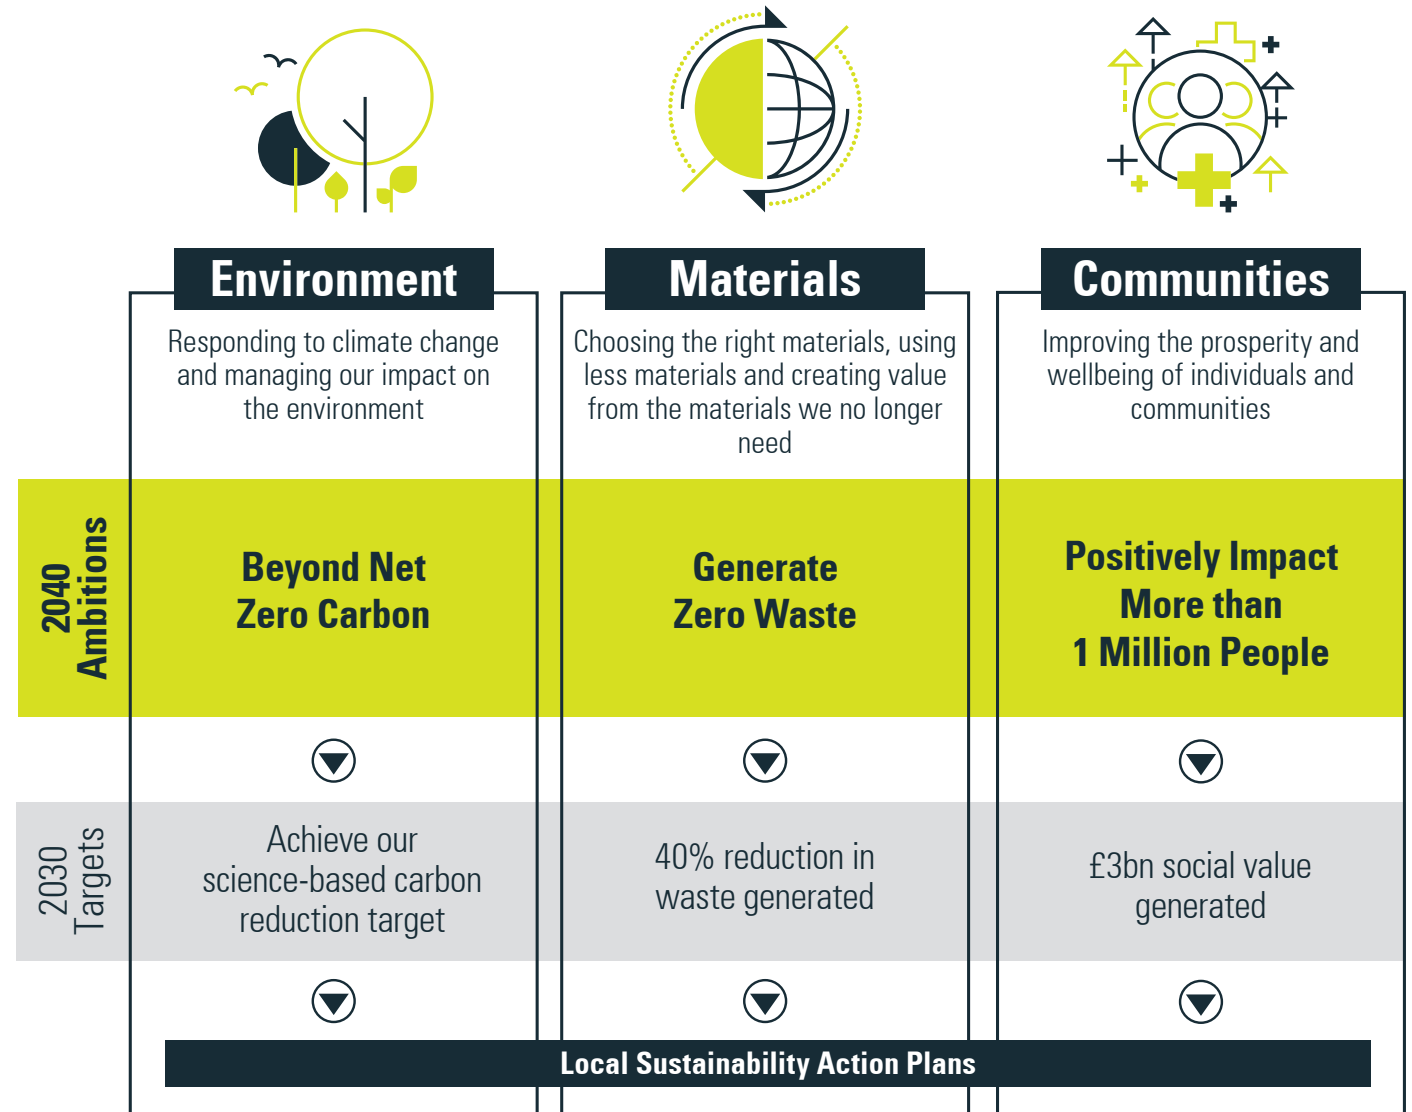 Environment
Responding to climate change
and managing our impact on
the environment
Materials
Choosing the right materials, using
less materials and creating value
from the materials we no longer
need
Communities
Improving the prosperity and
wellbeing of individuals and
communities
2040
Ambitions
Beyond Net
Zero Carbon
Generate
Zero Waste
Positively Impact
More than
1 Million People
2030
Targets
Achieve our
science-based carbon
reduction target
40% reduction in
waste generated
£3bn social value
generated
Local Sustainability Action Plans